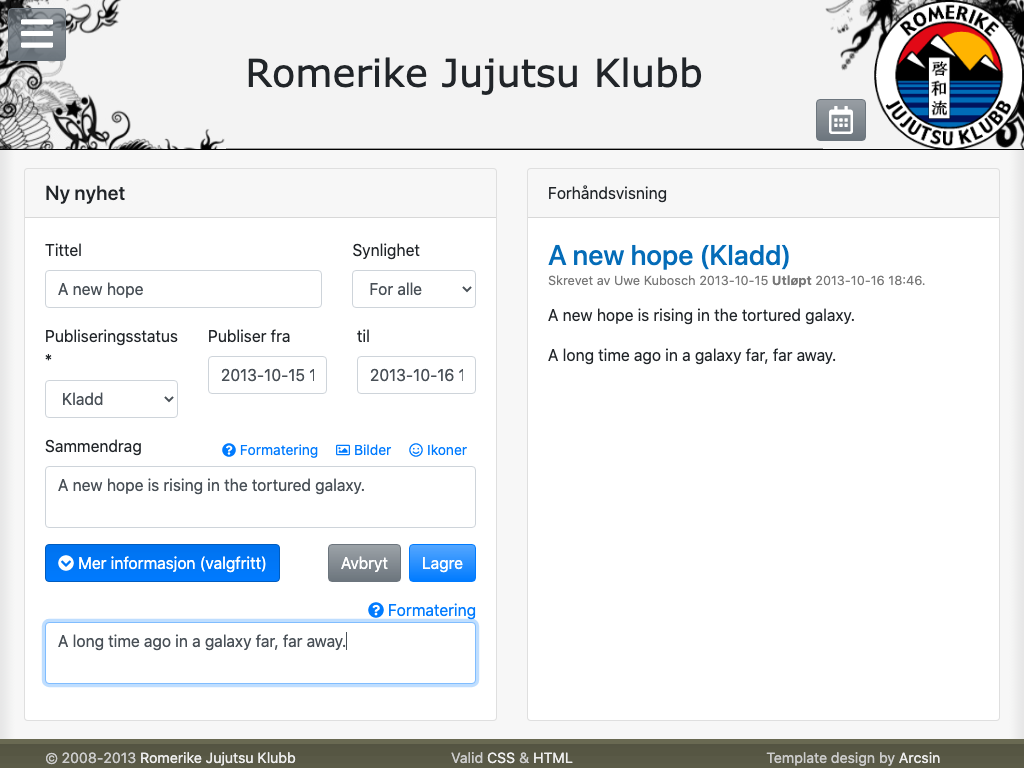 Romerike Jujutsu Klubb
ROMERIKE
啓和流
JUJUTSU KLUBB
Ny nyhet
Tittel
Synlighet
A new hope
For alle
Publiseringsstatus
*
Publiser fra
til
Kladd
2013-10-15 1
2013-10-16 1
Sammendrag
Formatering
Bilder
Ikoner
A new hope is rising in the tortured galaxy.
Mer informasjon (valgfritt)
Avbryt
Lagre
Formatering
A long time ago in a galaxy far, far away.
Forhåndsvisning
A new hope (Kladd)
Skrevet av Uwe Kubosch 2013-10-15 Utløpt 2013-10-16 18:46.
A new hope is rising in the tortured galaxy.
A long time ago in a galaxy far, far away.
© 2008-2013 Romerike Jujutsu Klubb
Valid CSS & HTML
Template design by Arcsin